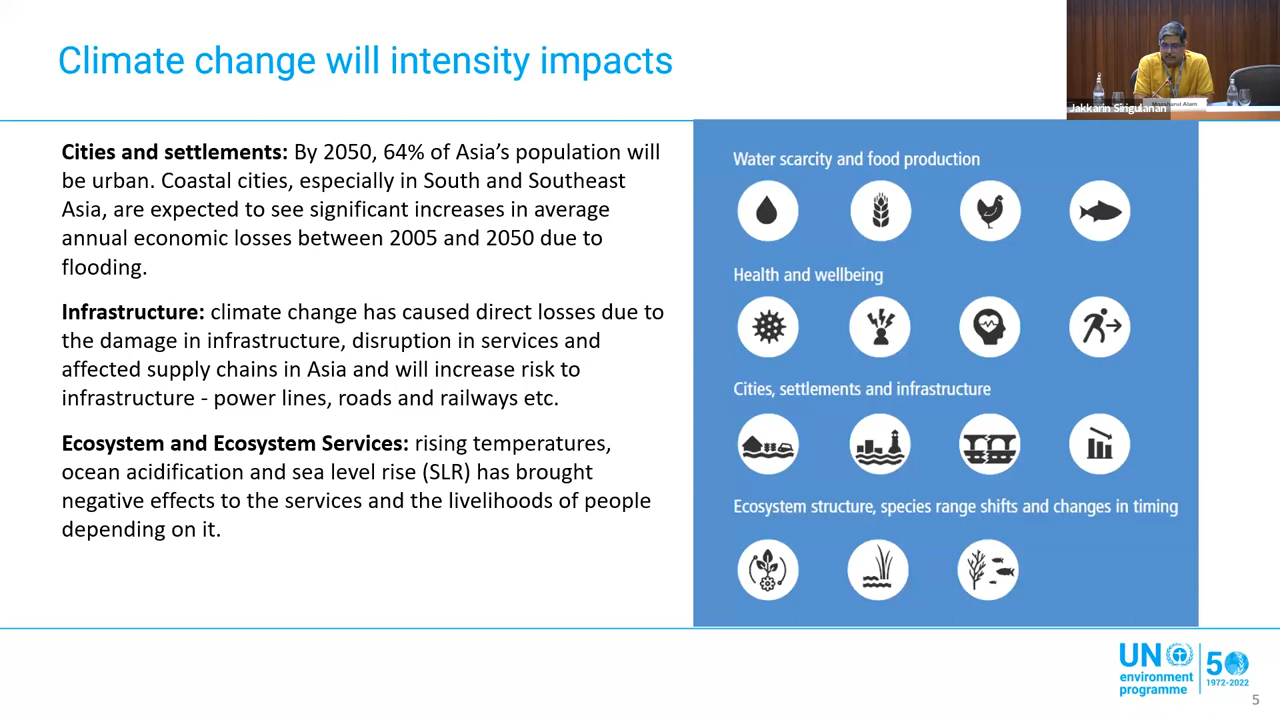 Climate change will intensity impacts
Jakkarin Sirigulanan
Mozaharul Alam
Cities and settlements: By 2050, 64% of Asia’s population will
be urban. Coastal cities, especially in South and Southeast
Asia, are expected to see significant increases in average
annual economic losses between 2005 and 2050 due to
flooding.
Infrastructure: climate change has caused direct losses due to
the damage in infrastructure, disruption in services and
affected supply chains in Asia and will increase risk to
infrastructure - power lines, roads and railways etc.
Ecosystem and Ecosystem Services: rising temperatures,
ocean acidification and sea level rise (SLR) has brought
negative effects to the services and the livelihoods of people
depending on it.
Water scarcity and food production
Health and wellbeing
Cities, settlements and infrastructure
Ecosystem structure, species range shifts and changes in timing
UN
environment
programme
50
1972-2022
5